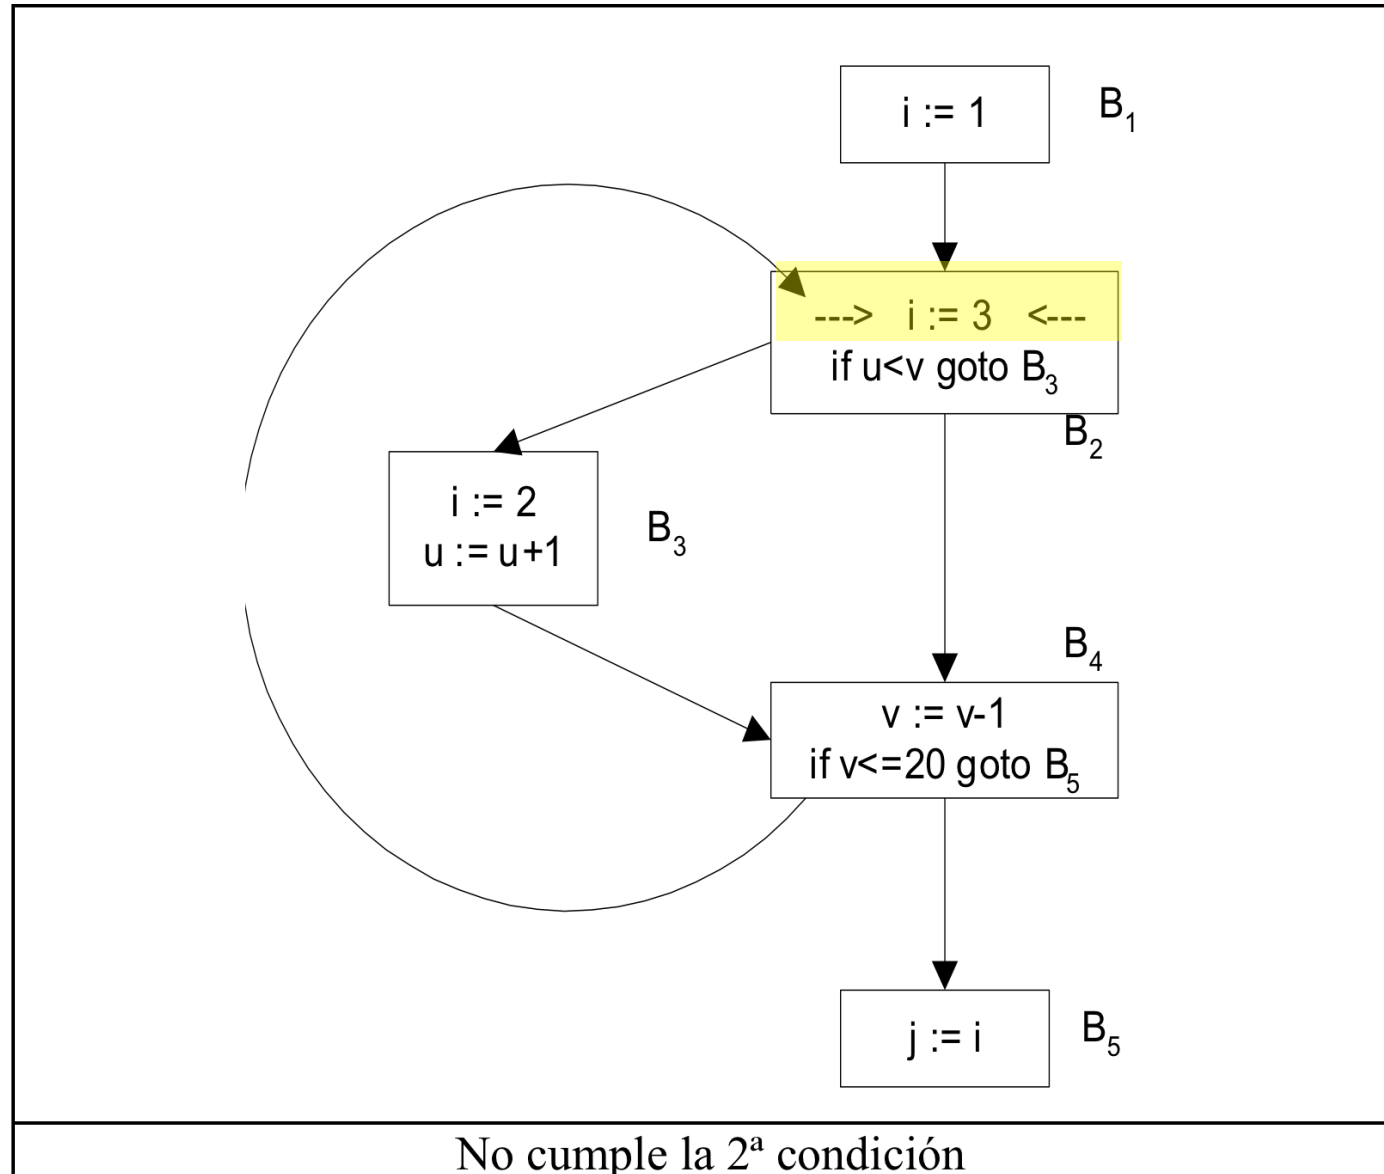 i := 1
B₁
---> i := 3 <---
if u<v goto B₃
B₂
i := 2
u := u+1
B₃
B₄
v := v-1
if v<=20 goto B₅
j := i
B₅
No cumple la 2ª condición